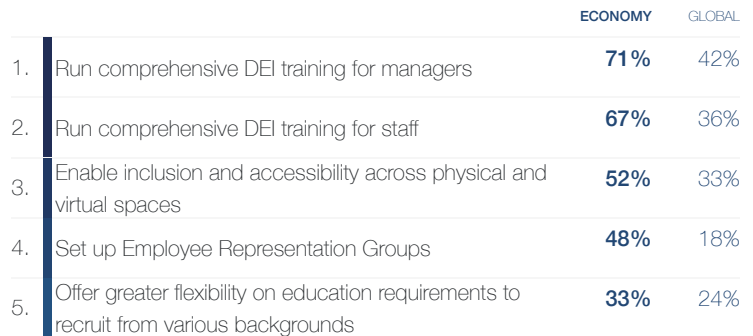 ECONOMY GLOBAL
1. Run comprehensive DEI training for managers 71% 42%
2. Run comprehensive DEI training for staff 67% 36%
3. Enable inclusion and accessibility across physical and
virtual spaces 52% 33%
4. Set up Employee Representation Groups 48% 18%
5. Offer greater flexibility on education requirements to
recruit from various backgrounds 33% 24%